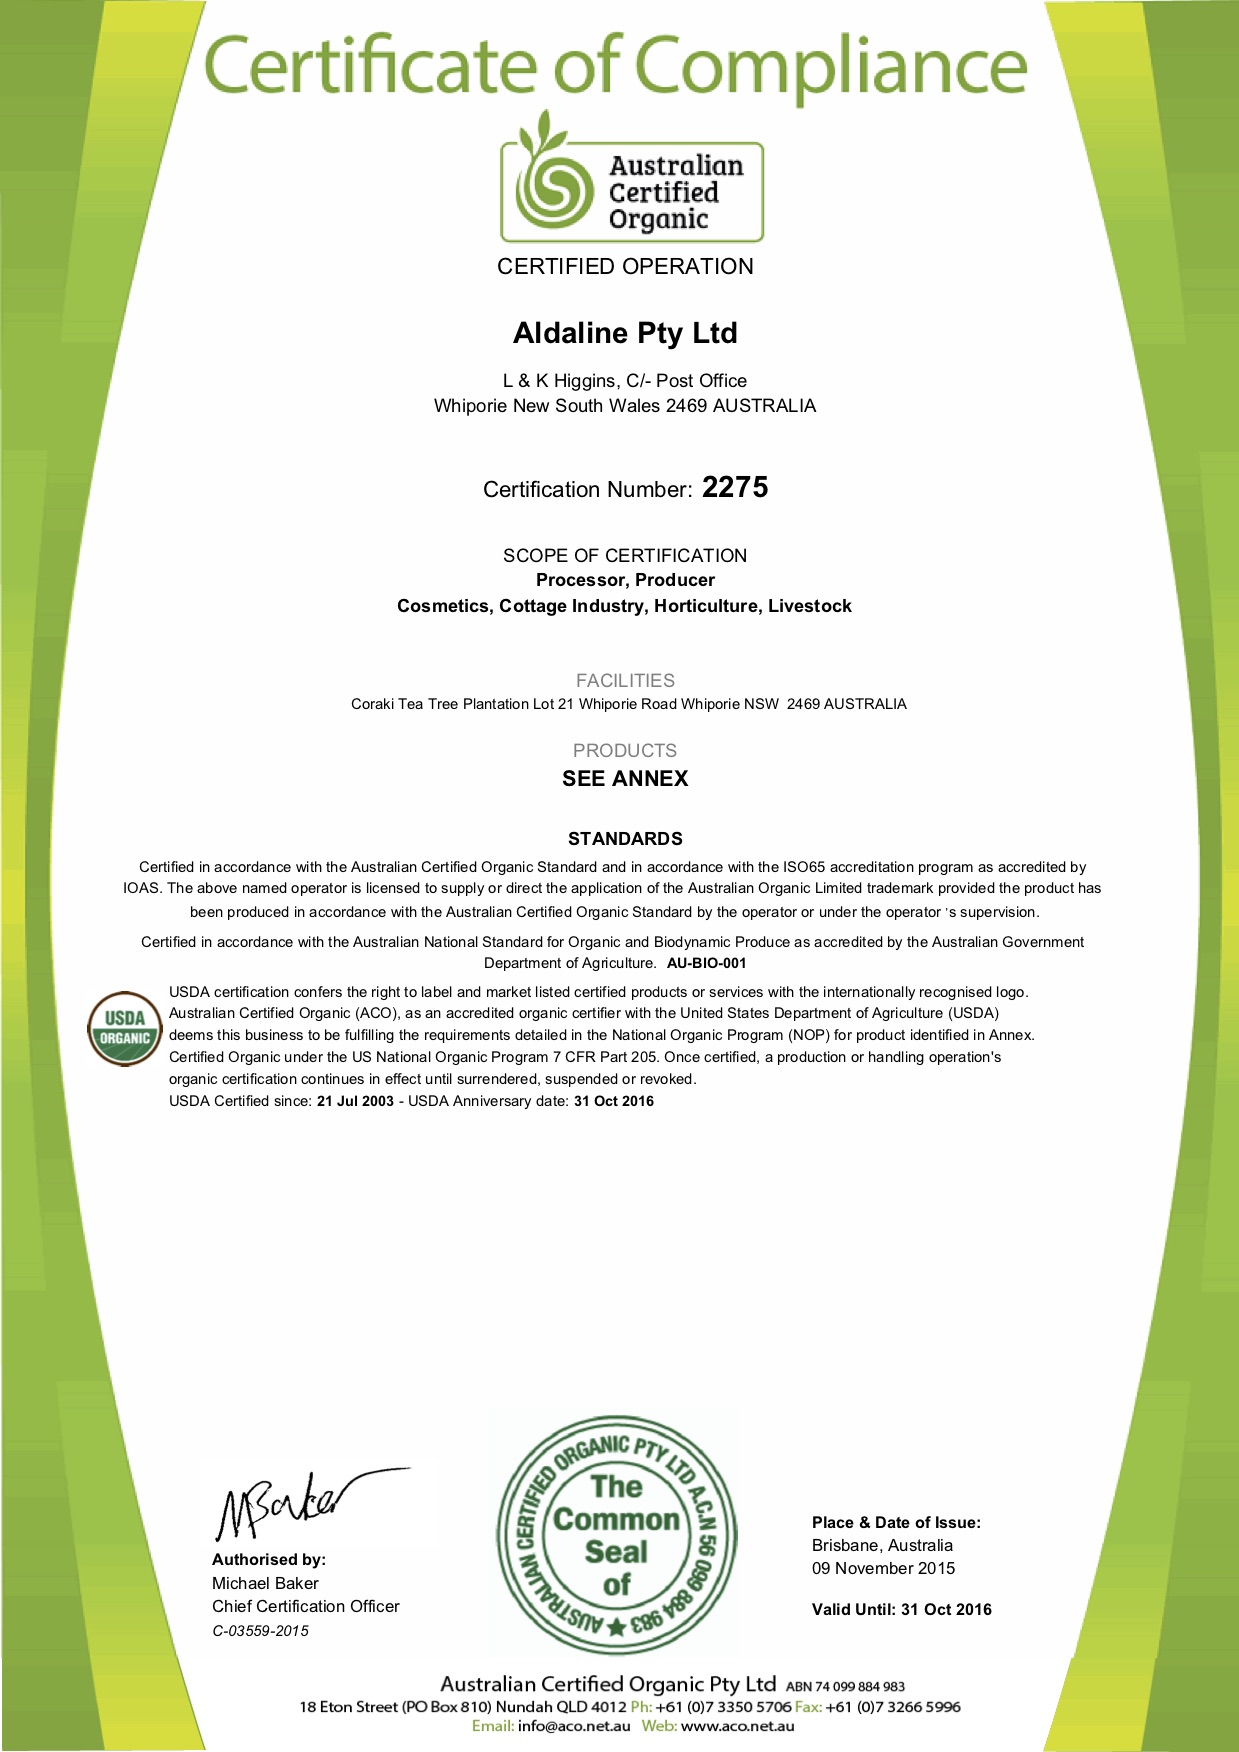 Certificate of Compliance
Australian
Certified
Organic
CERTIFIED OPERATION
Aldaline Pty Ltd
L & K Higgins, C/- Post Office
Whiporie New South Wales 2469 AUSTRALIA
Certification Number: 2275
SCOPE OF CERTIFICATION
Processor, Producer
Cosmetics, Cottage Industry, Horticulture, Livestock
FACILITIES
Coraki Tea Tree Plantation Lot 21 Whiporie Road Whiporie NSW 2469 AUSTRALIA
PRODUCTS
SEE ANNEX
STANDARDS
Certified in accordance with the Australian Certified Organic Standard and in accordance with the ISO65 accreditation program as accredited by
IOAS. The above named operator is licensed to supply or direct the application of the Australian Organic Limited trademark provided the product has
been produced in accordance with the Australian Certified Organic Standard by the operator or under the operator 's supervision.
Certified in accordance with the Australian National Standard for Organic and Biodynamic Produce as accredited by the Australian Government
Department of Agriculture. AU-BIO-001
USDA
ORGANIC
USDA certification confers the right to label and market listed certified products or services with the internationally recognised logo.
Australian Certified Organic (ACO), as an accredited organic certifier with the United States Department of Agriculture (USDA)
deems this business to be fulfilling the requirements detailed in the National Organic Program (NOP) for product identified in Annex.
Certified Organic under the US National Organic Program 7 CFR Part 205. Once certified, a production or handling operation's
organic certification continues in effect until surrendered, suspended or revoked.
USDA Certified since: 21 Jul 2003 - USDA Anniversary date: 31 Oct 2016
MBaker
Authorised by:
Michael Baker
Chief Certification Officer
C-03559-2015
AUSTRALIAN CERTIFIED ORGANIC PTY LTD A.C.N 56 099 884 983
The
Common
Seal
of
Place & Date of Issue:
Brisbane, Australia
09 November 2015
Valid Until: 31 Oct 2016
Australian Certified Organic Pty Ltd ABN 74 099 884 983
18 Eton Street (PO Box 810) Nundah QLD 4012 Ph: +61 (0)7 3350 5706 Fax: +61 (0)7 3266 5996
Email: info@aco.net.au Web: www.aco.net.au